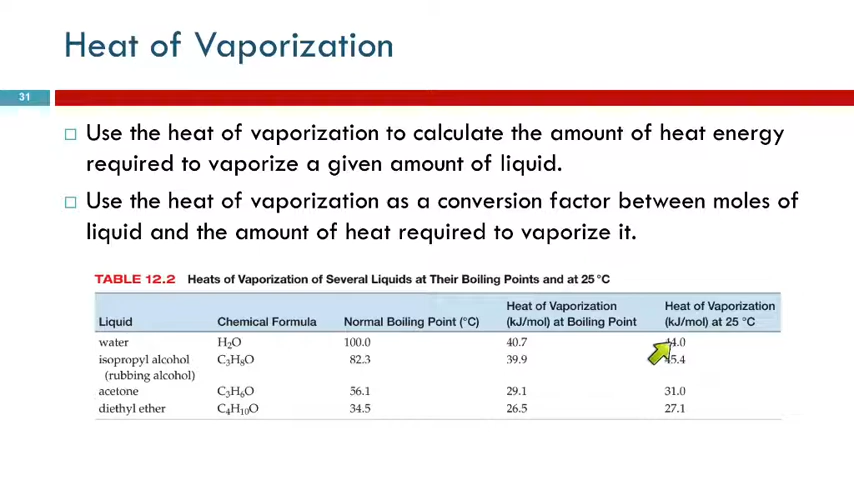 Heat of Vaporization
31
Use the heat of vaporization to calculate the amount of heat energy
required to vaporize a given amount of liquid.
Use the heat of vaporization as a conversion factor between moles of
liquid and the amount of heat required to vaporize it.
TABLE 12.2 Heats of Vaporization of Several Liquids at Their Boiling Points and at 25 °C
Heat of Vaporization Heat of Vaporization
Liquid Chemical Formula Normal Boiling Point (°C) (kJ/mol) at Boiling Point (kJ/mol) at 25 °C
water H₂O 100.0 40.7
isopropyl alcohol C₃H₈O 82.3 39.9
(rubbing alcohol)
acetone C₃H₆O 56.1 29.1 31.0
diethyl ether C₄H₁₀O 34.5 26.5 27.1